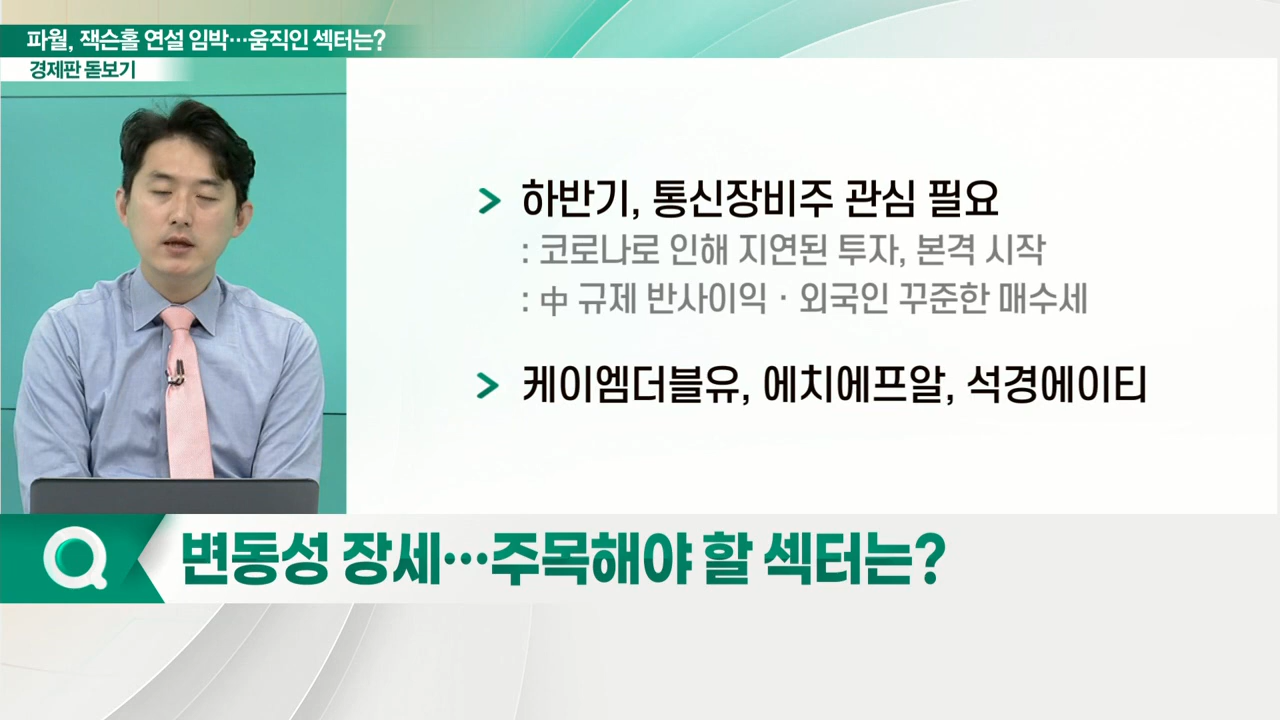 파월, 잭슨홀 연설 임박…움직인 섹터는?
경제판 돋보기
> 하반기, 통신장비주 관심 필요
: 코로나로 인해 지연된 투자, 본격 시작
: 中 규제 반사이익 · 외국인 꾸준한 매수세
> 케이엠더블유, 에치에프알, 석경에이티
변동성 장세…주목해야 할 섹터는?